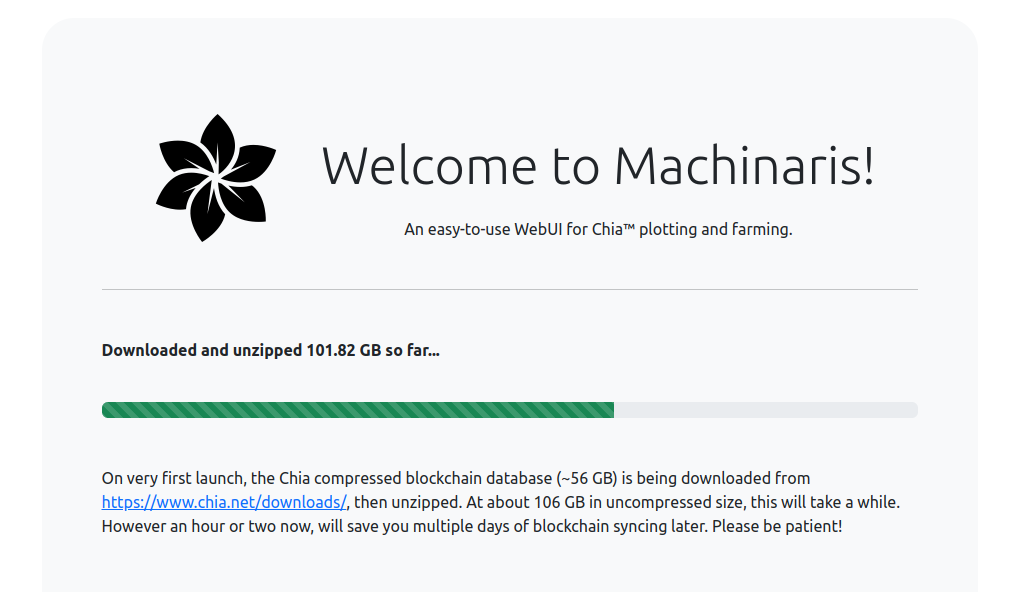 Welcome to Machinaris!
An easy-to-use WebUI for Chia™ plotting and farming.
Downloaded and unzipped 101.82 GB so far...
On very first launch, the Chia compressed blockchain database (~56 GB) is being downloaded from
https://www.chia.net/downloads/, then unzipped. At about 106 GB in uncompressed size, this will take a while.
However an hour or two now, will save you multiple days of blockchain syncing later. Please be patient!